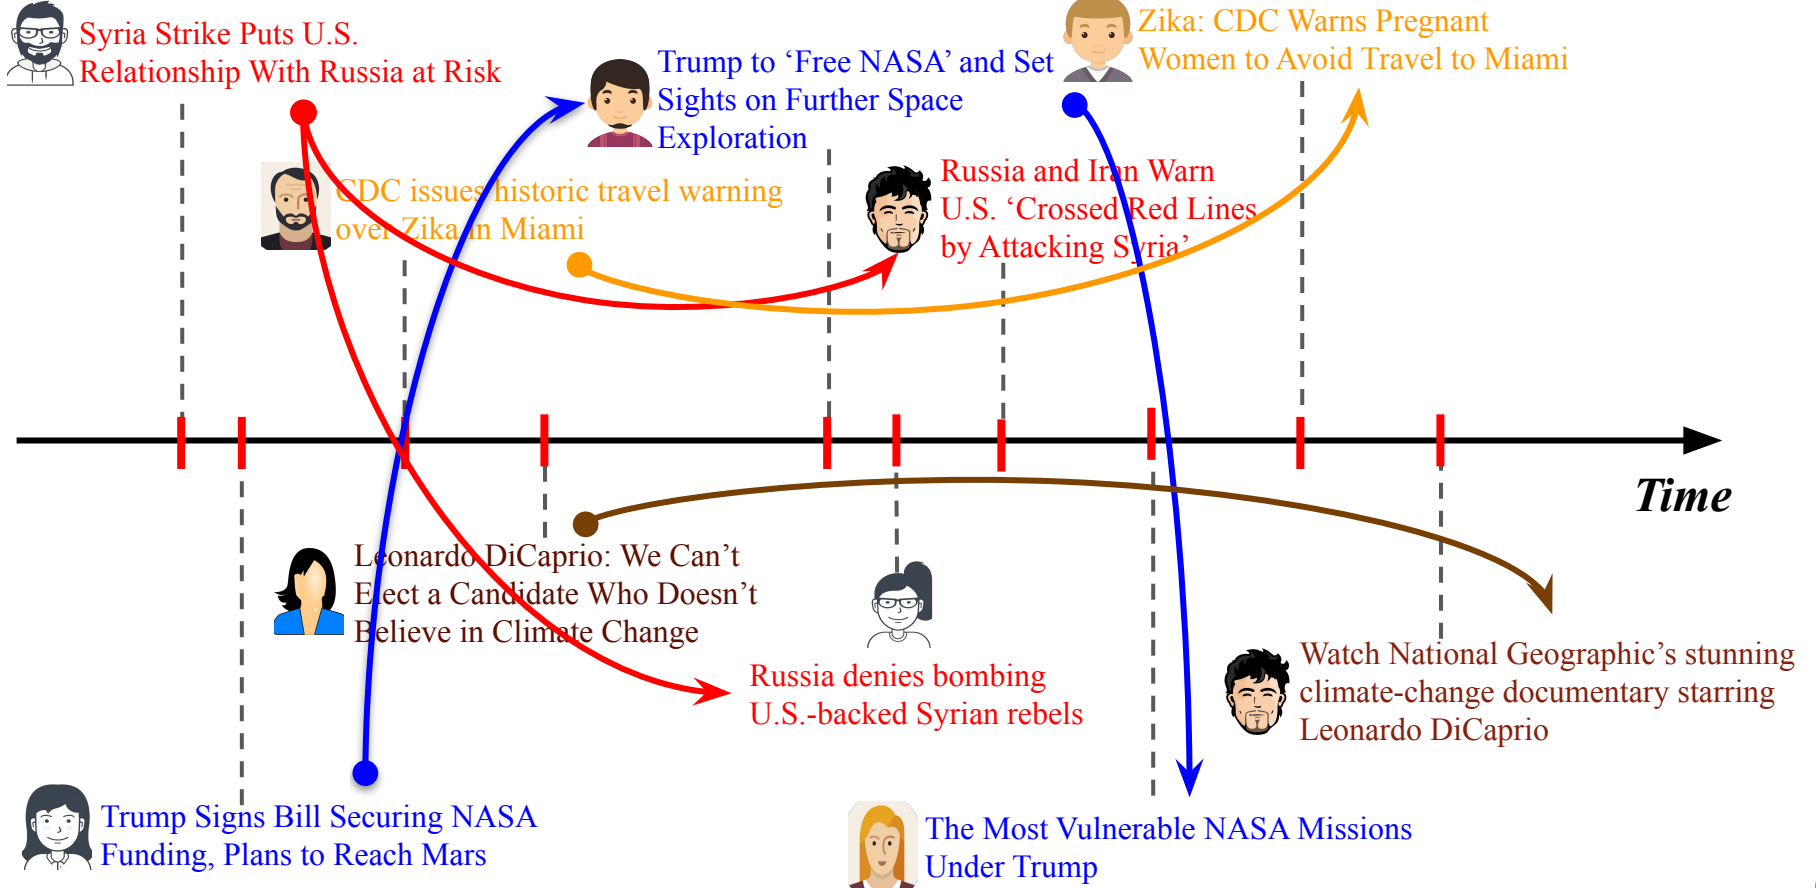 Syria Strike Puts U.S.
Relationship With Russia at Risk
Trump to ‘Free NASA’ and Set
Sights on Further Space
Exploration
Zika: CDC Warns Pregnant
Women to Avoid Travel to Miami
CDC issues historic travel warning
over Zika in Miami
Russia and Iran Warn
U.S. ‘Crossed Red Lines
by Attacking Syria’
Time
Leonardo DiCaprio: We Can’t
Elect a Candidate Who Doesn’t
Believe in Climate Change
Russia denies bombing
U.S.-backed Syrian rebels
Watch National Geographic’s stunning
climate-change documentary starring
Leonardo DiCaprio
Trump Signs Bill Securing NASA
Funding, Plans to Reach Mars
The Most Vulnerable NASA Missions
Under Trump